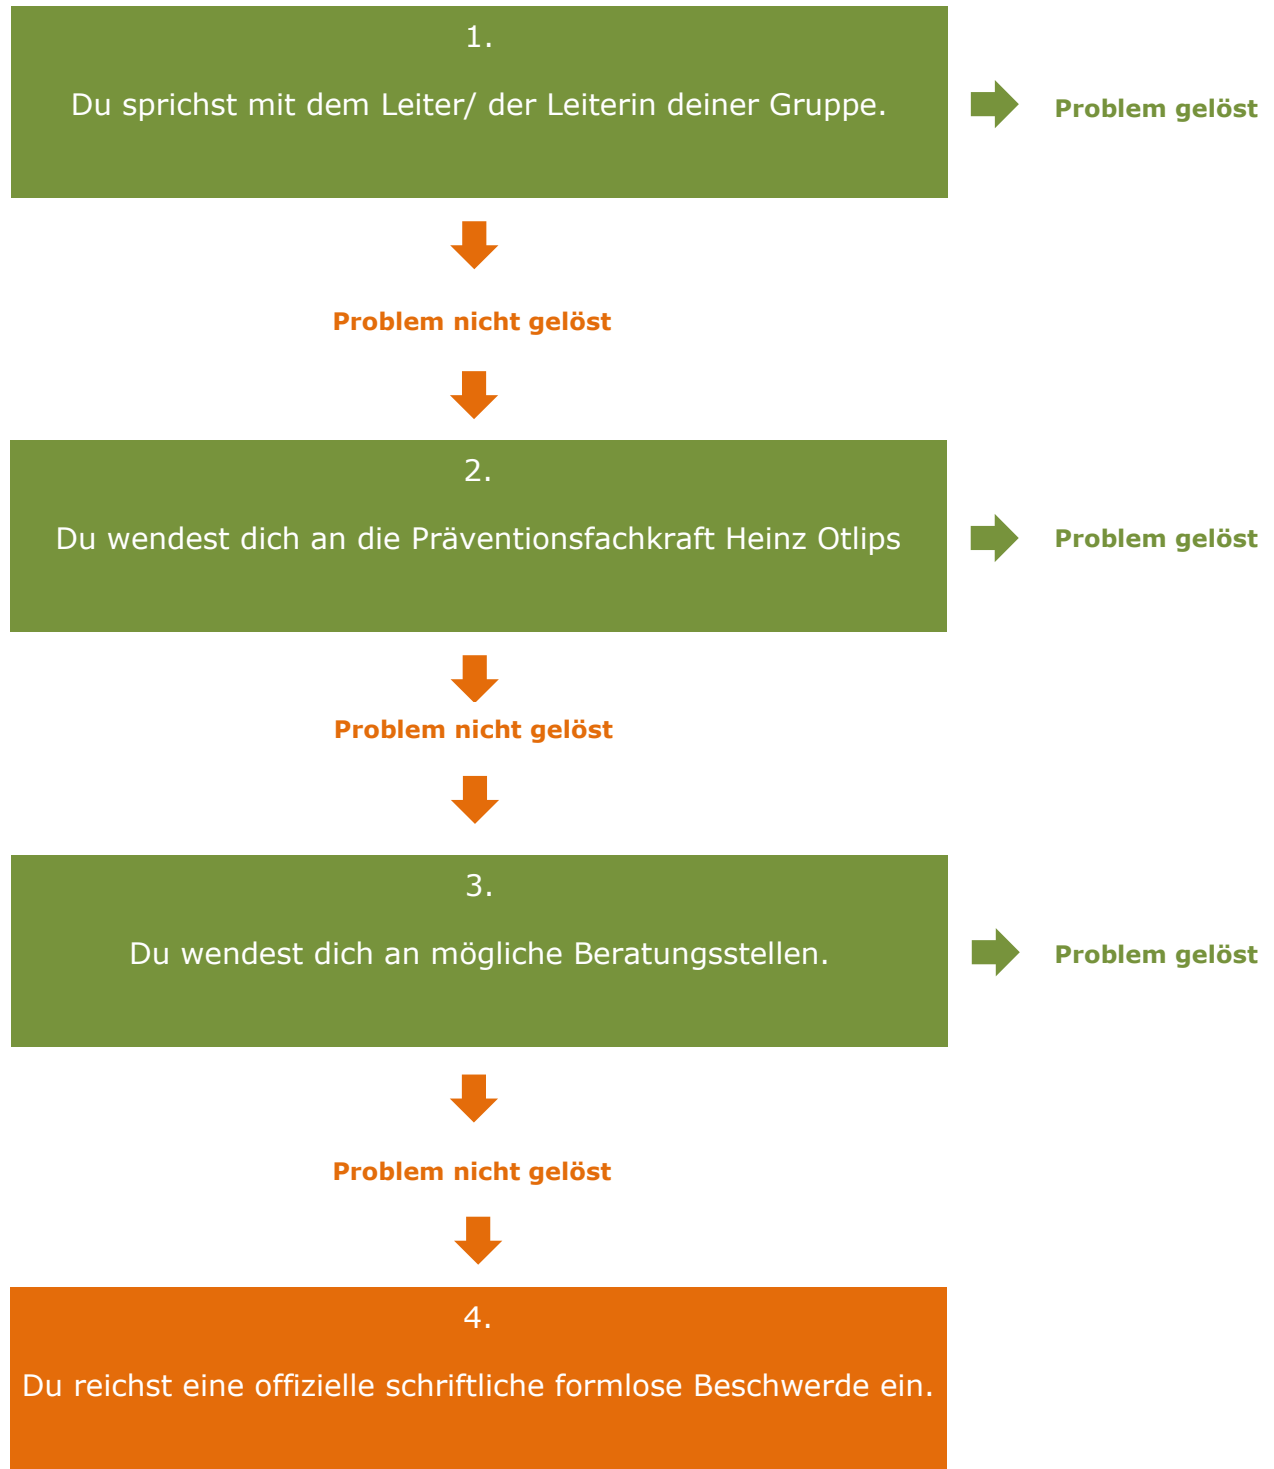 1.
Du sprichst mit dem Leiter/ der Leiterin deiner Gruppe.
Problem gelöst
Problem nicht gelöst
2.
Du wendest dich an die Präventionsfachkraft Heinz Otlips
Problem gelöst
Problem nicht gelöst
3.
Du wendest dich an mögliche Beratungsstellen.
Problem gelöst
Problem nicht gelöst
4.
Du reichst eine offizielle schriftliche formlose Beschwerde ein.